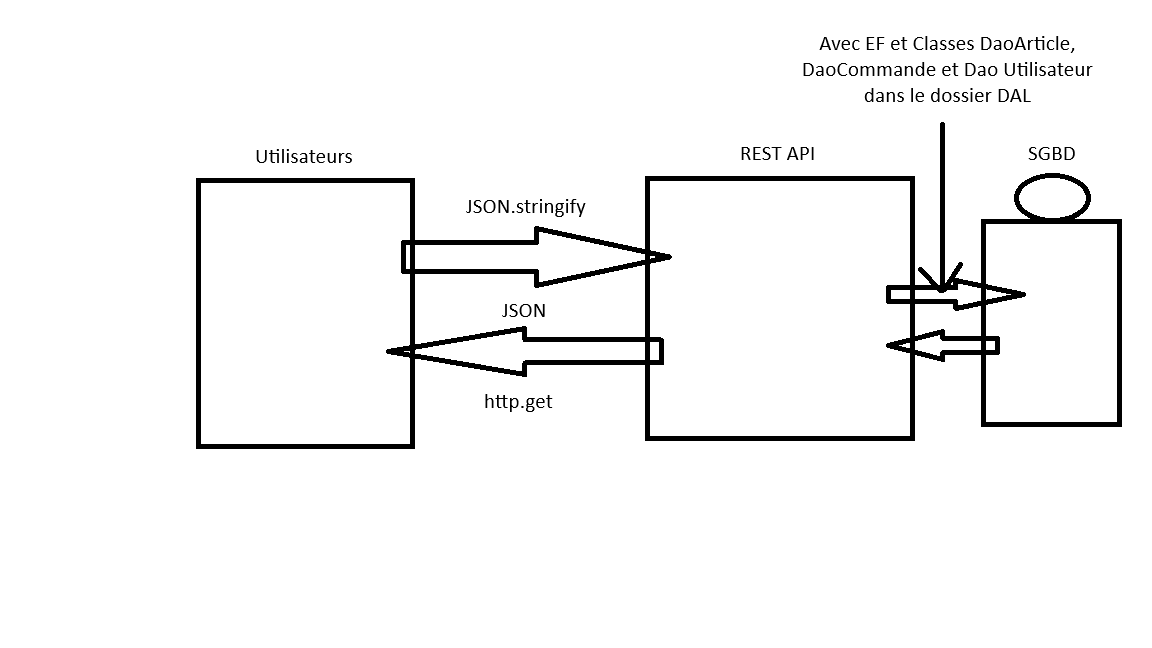 Avec EF et Classes DaoArticle,
DaoCommande et Dao Utilisateur
dans le dossier DAL
Utilisateurs
REST API
SGBD
JSON.stringify
JSON
http.get